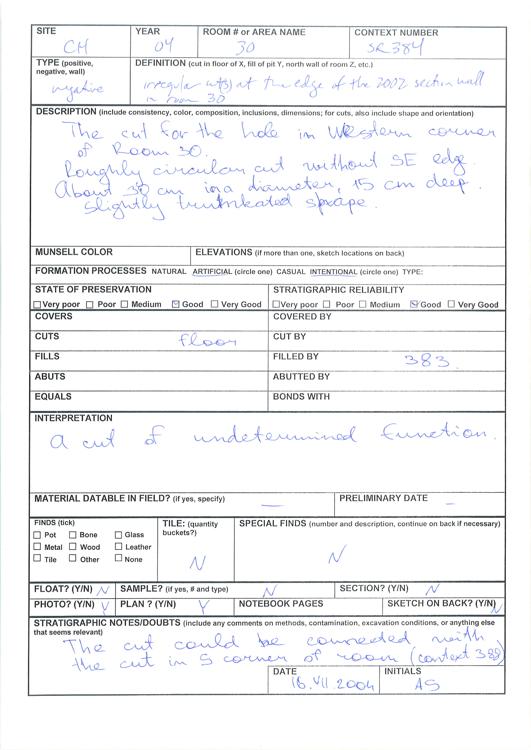 SITE YEAR ROOM # or AREA NAME CONTEXT NUMBER
CH 04 30 SR384
TYPE (positive, negative, wall) DEFINITION (cut in floor of X, fill of pit Y, north wall of room Z, etc.)
negative irregular cut(s) at the edge of the 2002 section wall
in room 30
DESCRIPTION (include consistency, color, composition, inclusions, dimensions; for cuts, also include shape and orientation)
The cut for the hole in Western corner
of Room 30.
Roughly circular cut without SE edge.
About 30 cm in a diameter, 15 cm deep.
Slightly
MUNSELL COLOR ELEVATIONS (if more than one, sketch locations on back)
FORMATION PROCESSES NATURAL ARTIFICIAL (circle one) CASUAL INTENTIONAL (circle one) TYPE:
STATE OF PRESERVATION STRATIGRAPHIC RELIABILITY
Very poor Poor Medium Good Very Good Very poor Poor Medium Good Very Good
COVERS COVERED BY
CUTS floor CUT BY
FILLS FILLED BY 383
ABUTS ABUTTED BY
EQUALS BONDS WITH
INTERPRETATION
A cut of undetermined function.
MATERIAL DATABLE IN FIELD? (if yes, specify) — PRELIMINARY DATE —
FINDS (tick) TILE: (quantity SPECIAL FINDS (number and description, continue on back if necessary)
Pot Bone Glass buckets?)
Metal Wood Leather N N
Tile Other None
FLOAT? (Y/N) N SAMPLE? (if yes, # and type) N SECTION? (Y/N) N
PHOTO? (Y/N) Y PLAN ? (Y/N) Y NOTEBOOK PAGES SKETCH ON BACK? (Y/N) N
STRATIGRAPHIC NOTES/DOUBTS (include any comments on methods, contamination, excavation conditions, or anything else
that seems relevant)
The cut could be connected with
the cut in S corner of room (context 388)
DATE INITIALS
16.VII.2004 AS